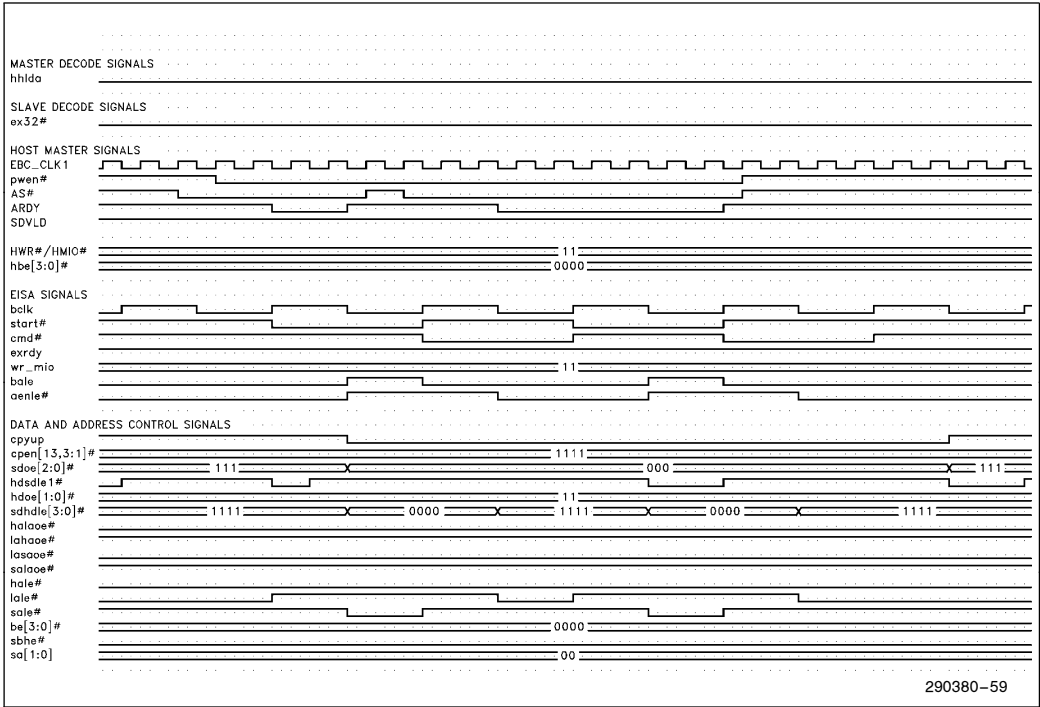 MASTER DECODE SIGNALS
hhlda
SLAVE DECODE SIGNALS
ex32#
HOST MASTER SIGNALS
EBC_CLK1
pwen#
AS#
ARDY
SDVLD
HWR#/HMIO# 11
hbe[3:0]# 0000
EISA SIGNALS
bclk
start#
cmd#
exrdy
wr_mio 11
bale
aenle#
DATA AND ADDRESS CONTROL SIGNALS
cpyup
cpen[13,3:1]# 1111
sdoe[2:0]# 111 000 111
hdsdle1#
hdoe[1:0]# 11
sdhdle[3:0]# 1111 0000 1111 0000 1111
halaoe#
lahaoe#
lasaoe#
salaoe#
hale#
lale#
sale#
be[3:0]# 0000
sbhe#
sa[1:0] 00
290380-59